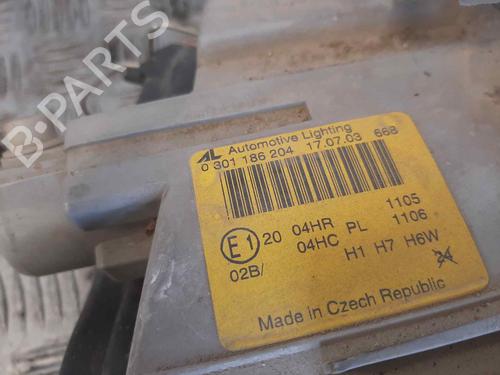 B-PARTS
AL Automotive Lighting
0 301 186 204 17.07.03 668
E1 20 04HR 1105
04HC PL 1106
02B/ H1 H7 H6W
24
Made in Czech Republic